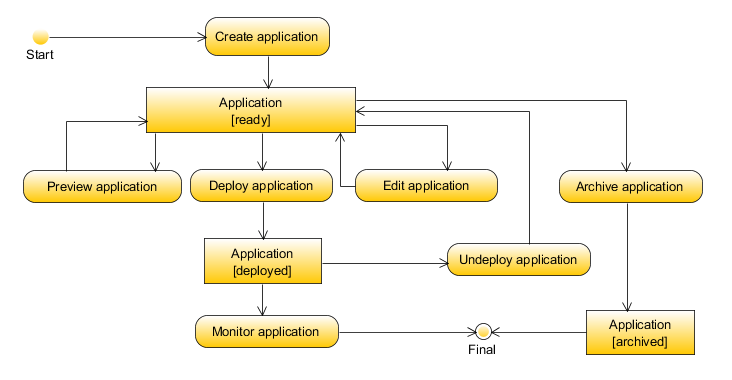 Create application
Start
Application
[ready]
Preview application
Deploy application
Edit application
Archive application
Application
[deployed]
Undeploy application
Monitor application
Application
[archived]
Final